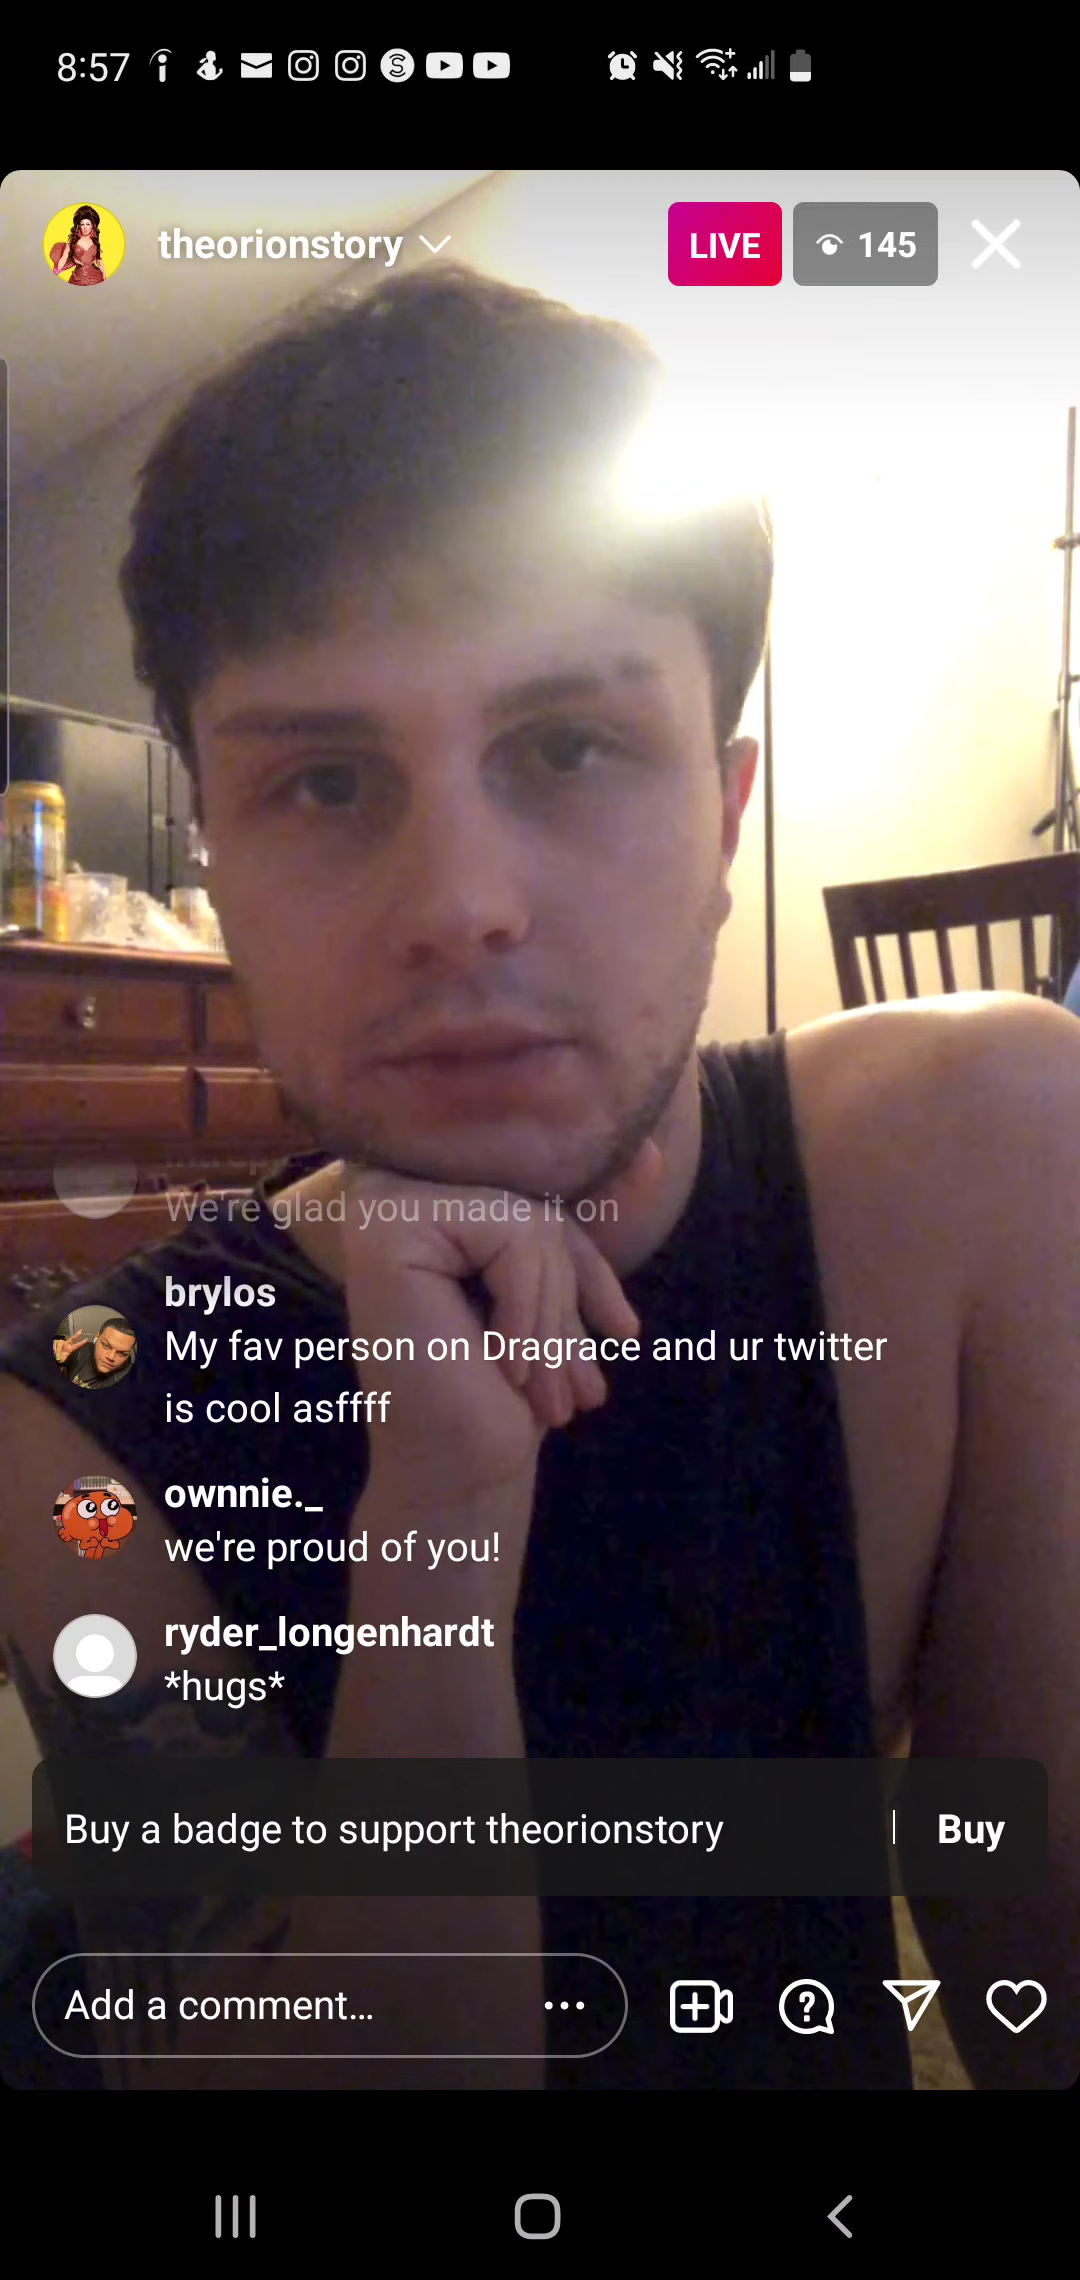 8:57
theorionstory
LIVE
145
We're glad you made it on
brylos
My fav person on Dragrace and ur twitter
is cool asffff
ownnie._
we're proud of you!
ryder_longenhardt
*hugs*
Buy a badge to support theorionstory
Buy
Add a comment...